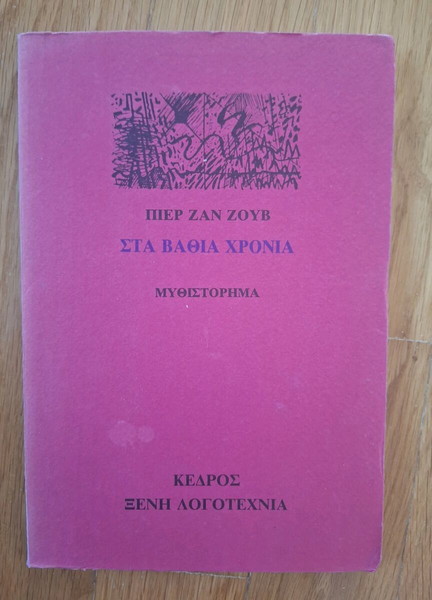 ΠΙΕΡ ΖΑΝ ΖΟΥΒ
ΣΤΑ ΒΑΘΙΑ ΧΡΟΝΙΑ
ΜΥΘΙΣΤΟΡΗΜΑ
ΚΕΔΡΟΣ
ΞΕΝΗ ΛΟΓΟΤΕΧΝΙΑ